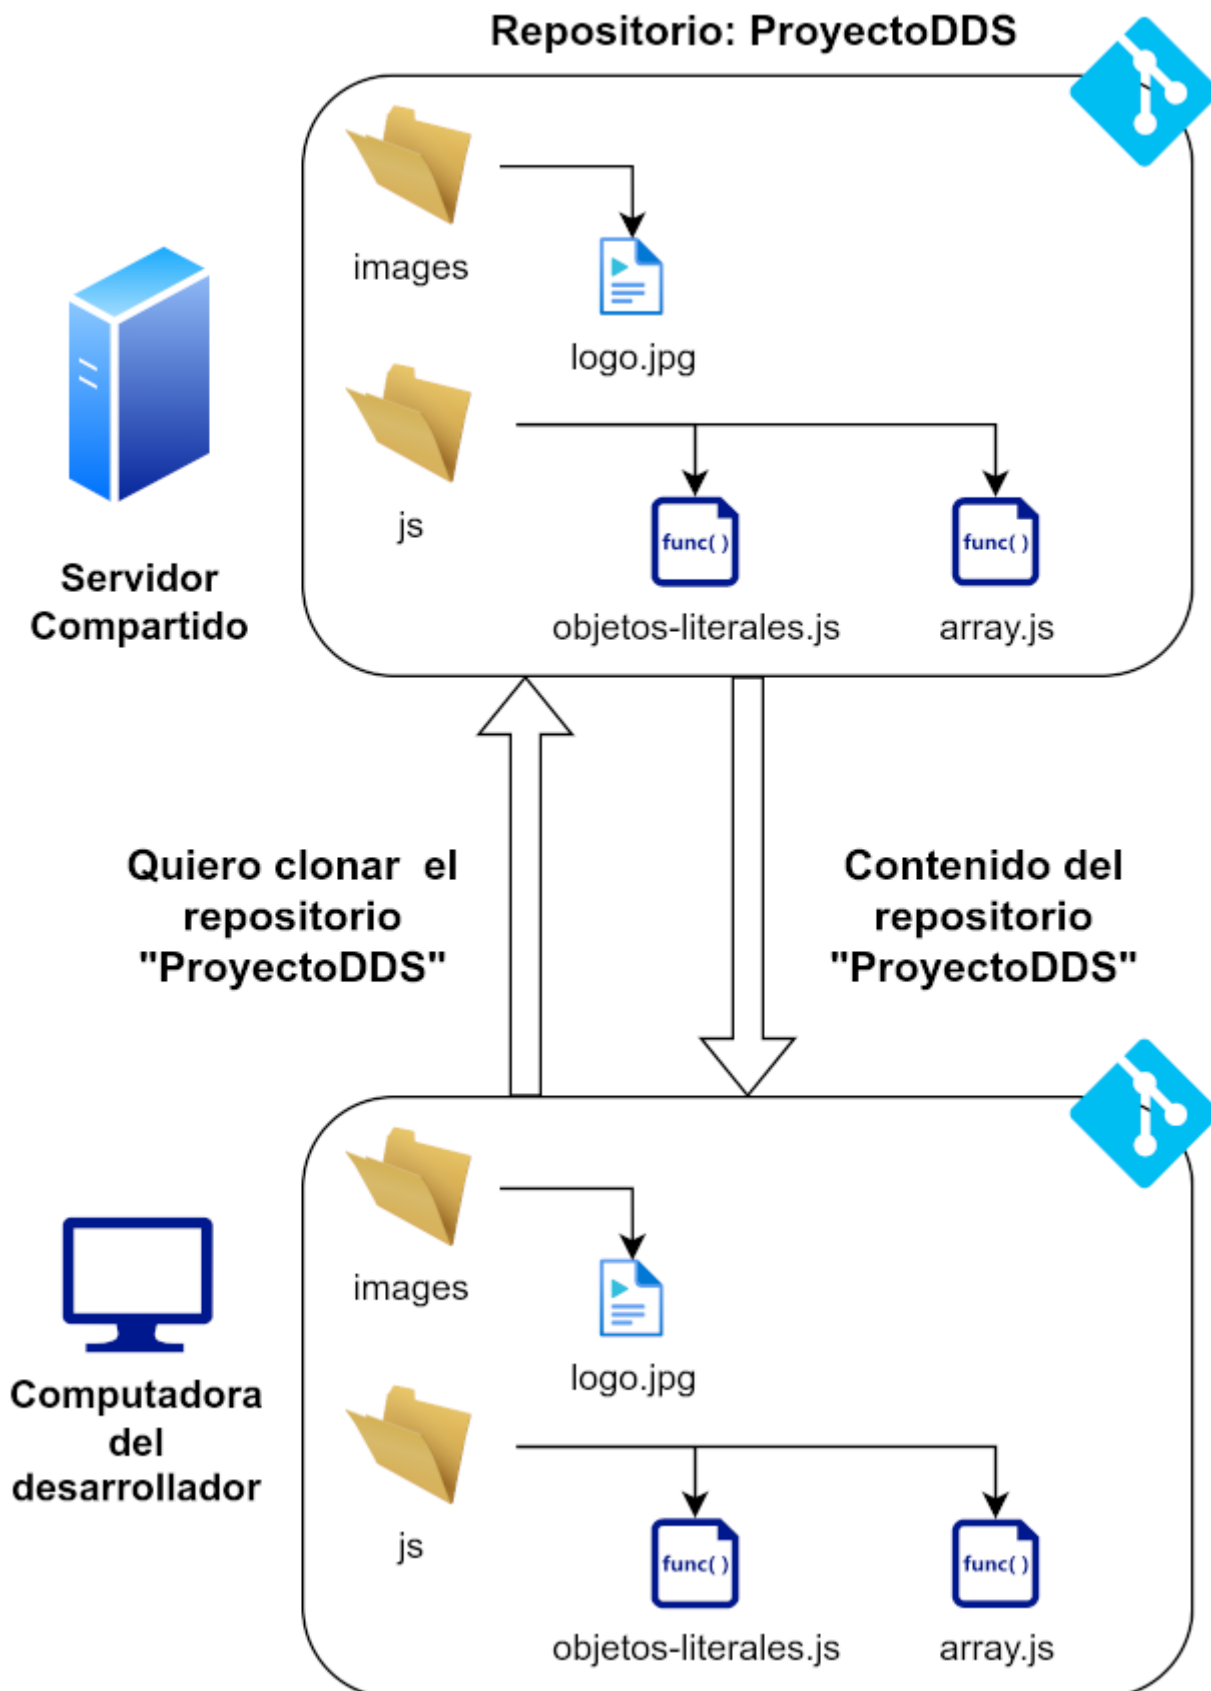 Repositorio: ProyectoDDS
images
logo.jpg
js
func( )
func( )
objetos-literales.js
array.js
Servidor
Compartido
Quiero clonar  el
repositorio
"ProyectoDDS"
Contenido del
repositorio
"ProyectoDDS"
images
logo.jpg
js
func( )
func( )
objetos-literales.js
array.js
Computadora
del
desarrollador